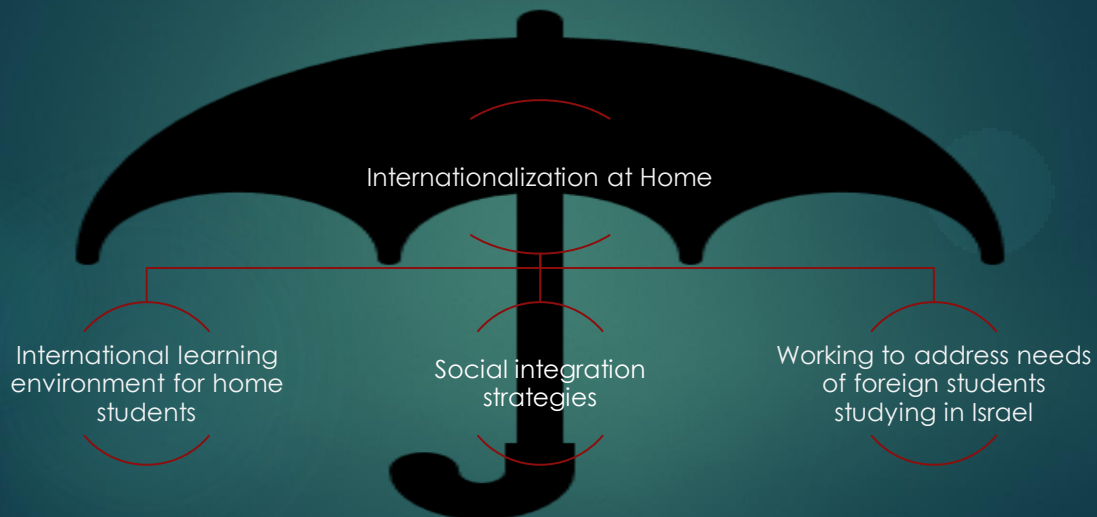 Internationalization at Home
International learning
environment for home
students
Social integration
strategies
Working to address needs
of foreign students
studying in Israel